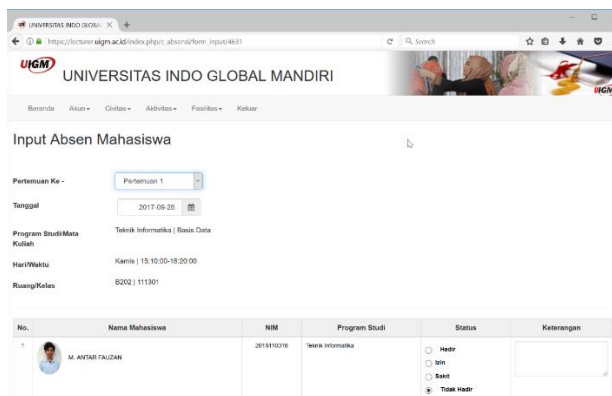 UNIVERSITAS INDO GLOBAL
https://lecturer.uigm.ac.id/index.php/c_absensi/form_input/4631
Search
UIGM
UNIVERSITAS INDO GLOBAL MANDIRI
UIGM
Beranda Akun Civitas Aktivitas Fasilitas Keluar
Input Absen Mahasiswa
Pertemuan Ke - Pertemuan 1
Tanggal 2017-09-28
Program Studi/Mata Kuliah Teknik Informatika | Basis Data
Hari/Waktu Kamis | 15:10:00-18:20:00
Ruang/Kelas B202 | 111301
No. Nama Mahasiswa NIM Program Studi Status Keterangan
1 M. ANTAR FAUZAN 2015110016 Teknik Informatika Hadir
Izin
Sakit
Tidak Hadir